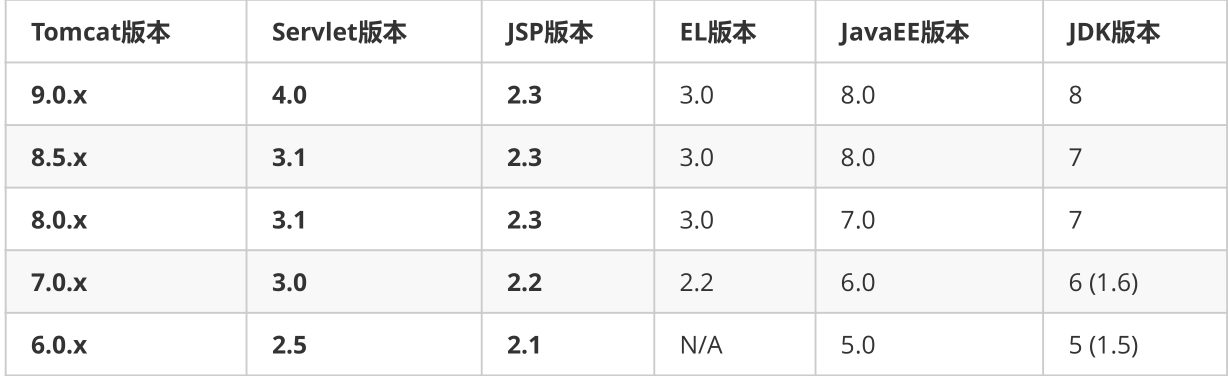 Tomcat版本 Servlet版本 JSP版本 EL版本 JavaEE版本 JDK版本
9.0.x 4.0 2.3 3.0 8.0 8
8.5.x 3.1 2.3 3.0 8.0 7
8.0.x 3.1 2.3 3.0 7.0 7
7.0.x 3.0 2.2 2.2 6.0 6 (1.6)
6.0.x 2.5 2.1 N/A 5.0 5 (1.5)